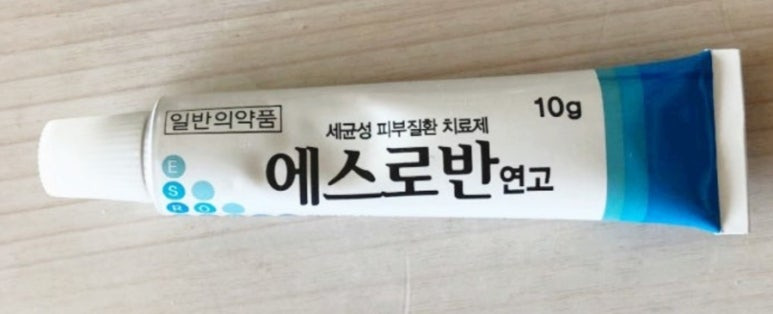 일반의약품
세균성 피부질환 치료제
10g
에스로반연고
E
S
RO